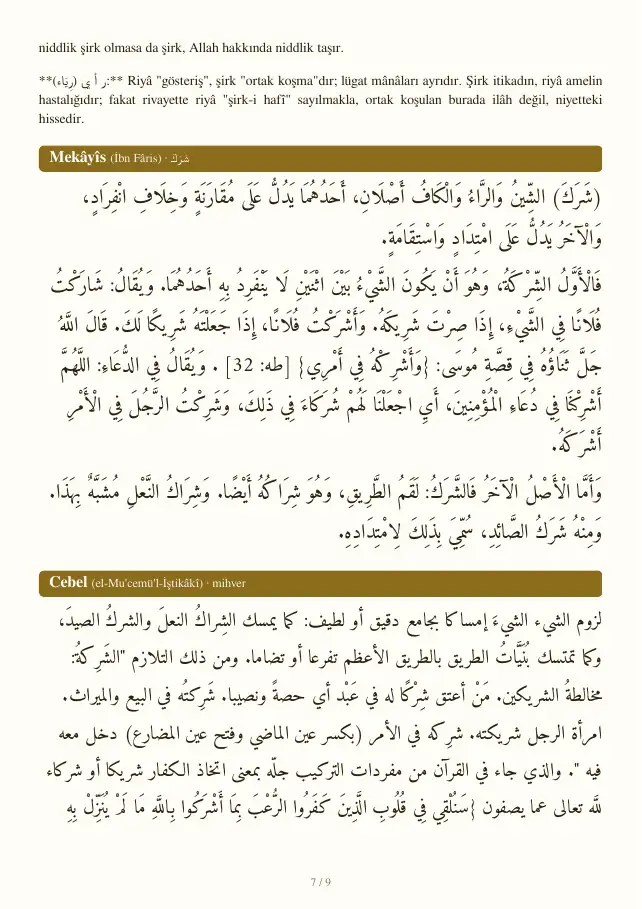 niddlik şirk olmasa da şirk, Allah hakkında niddlik taşır.
**ر أ ي (رِيَاء):** Riyâ "gösteriş", şirk "ortak koşma"dır; lügat mânâları ayrıdır. Şirk itikadın, riyâ amelin
hastalığıdır; fakat rivayette riyâ "şirk-i hafî" sayılmakla, ortak koşulan burada ilâh değil, niyetteki
hissedir.
Mekâyîs (İbn Fâris) · شَرَكَ
(شَرَكَ) الشِّينُ وَالرَّاءُ وَالْكَافُ أَصْلَانِ، أَحَدُهُمَا يَدُلُّ عَلَى مُقَارَنَةٍ وَخِلَافِ انْفِرَادٍ،
وَالْآخَرُ يَدُلُّ عَلَى امْتِدَادٍ وَاسْتِقَامَةٍ.
فَالْأَوَّلُ الشِّرْكَةُ، وَهُوَ أَنْ يَكُونَ الشَّيْءُ بَيْنَ اثْنَيْنِ لَا يَنْفَرِدُ بِهِ أَحَدُهُمَا. وَيُقَالُ: شَارَكْتُ
فُلَانًا فِي الشَّيْءِ، إِذَا صِرْتَ شَرِيكَهُ. وَأَشْرَكْتُ فُلَانًا، إِذَا جَعَلْتَهُ شَرِيكًا لَكَ. قَالَ اللَّهُ
جَلَّ ثَنَاؤُهُ فِي قِصَّةِ مُوسَى: {وَأَشْرِكْهُ فِي أَمْرِي} [طه: 32] . وَيُقَالُ فِي الدُّعَاءِ: اللَّهُمَّ
أَشْرِكْنَا فِي دُعَاءِ الْمُؤْمِنِينَ، أَيِ اجْعَلْنَا لَهُمْ شُرَكَاءَ فِي ذَلِكَ، وَشَرِكْتُ الرَّجُلَ فِي الْأَمْرِ
أَشْرَكَهُ.
وَأَمَّا الْأَصْلُ الْآخَرُ فَالشَّرَكُ: لَقَمُ الطَّرِيقِ، وَهُوَ شِرَاكُهُ أَيْضًا. وَشِرَاكُ النَّعْلِ مُشَبَّهٌ بِهَذَا.
وَمِنْهُ شَرَكُ الصَّائِدِ، سُمِّيَ بِذَلِكَ لِامْتِدَادِهِ.
Cebel (el-Mu'cemü'l-İştikâkî) · mihver
لزوم الشيء الشيءَ إمساكا بجامع دقيق أو لطيف: كما يمسك الشِراكُ النعلَ والشركُ الصيدَ،
وكما تمتسك بُنَيَّاتُ الطريق بالطريق الأعظم تفرعا أو تضاما. ومن ذلك التلازم "الشَرِكةُ:
مخالطةُ الشريكين. مَنْ أعتق شِرْكًا له في عَبْد أي حصةً ونصيبا. شَرِكتُه في البيع والميراث.
امرأة الرجل شريكته. شرِكه في الأمر (بكسر عين الماضي وفتح عين المضارع) دخل معه
فيه ". والذي جاء في القرآن من مفردات التركيب جلّه بمعنى اتخاذ الكفار شريكا أو شركاء
للَّه تعالى عما يصفون {سَنُلْقِي فِي قُلُوبِ الَّذِينَ كَفَرُوا الرُّعْبَ بِمَا أَشْرَكُوا بِاللَّهِ مَا لَمْ يُنَزِّلْ بِهِ
7 / 9